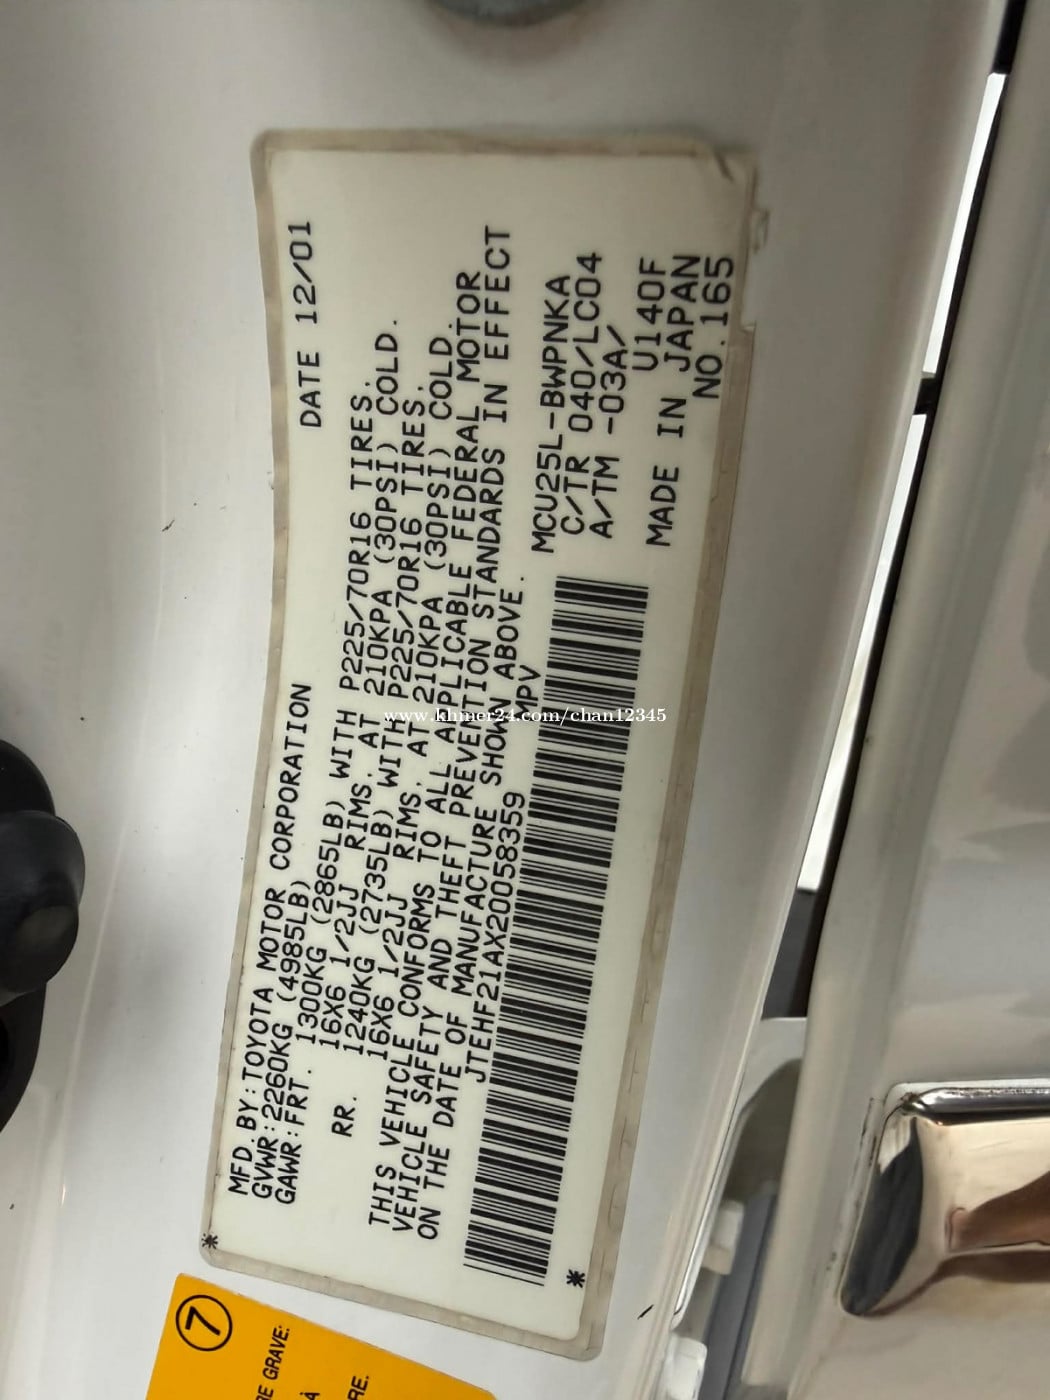 DATE 12/01
MFD.BY:TOYOTA MOTOR CORPORATION
GVWR:2260KG (4985LB)
GAWR:FRT. 1300KG (2865LB) WITH P225/70R16 TIRES.
16X6 1/2JJ RIMS. AT 210KPA (30PSI) COLD.
RR. 1240KG (2735LB) WITH P225/70R16 TIRES.
16X6 1/2JJ RIMS. AT 210KPA (30PSI) COLD.
THIS VEHICLE CONFORMS TO ALL APPLICABLE FEDERAL MOTOR
VEHICLE SAFETY AND THEFT PREVENTION STANDARDS IN EFFECT
ON THE DATE OF MANUFACTURE SHOWN ABOVE.
JTEHF21AX20058359 MPV
MCU25L-BWPNKA
C/TR 040/LC04
A/TM -03A/
U140F
MADE IN JAPAN
NO.165
www.khmer24.com/chan12345
7
RE GRAVE:
À
RE.